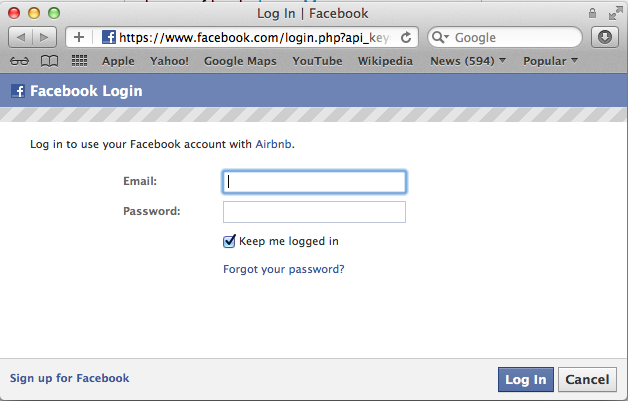 Log In | Facebook
https://www.facebook.com/login.php?api_key
Google
Apple Yahoo! Google Maps YouTube Wikipedia News (594) Popular
Facebook Login
Log in to use your Facebook account with Airbnb.
Email:
Password:
Keep me logged in
Forgot your password?
Sign up for Facebook Log In Cancel